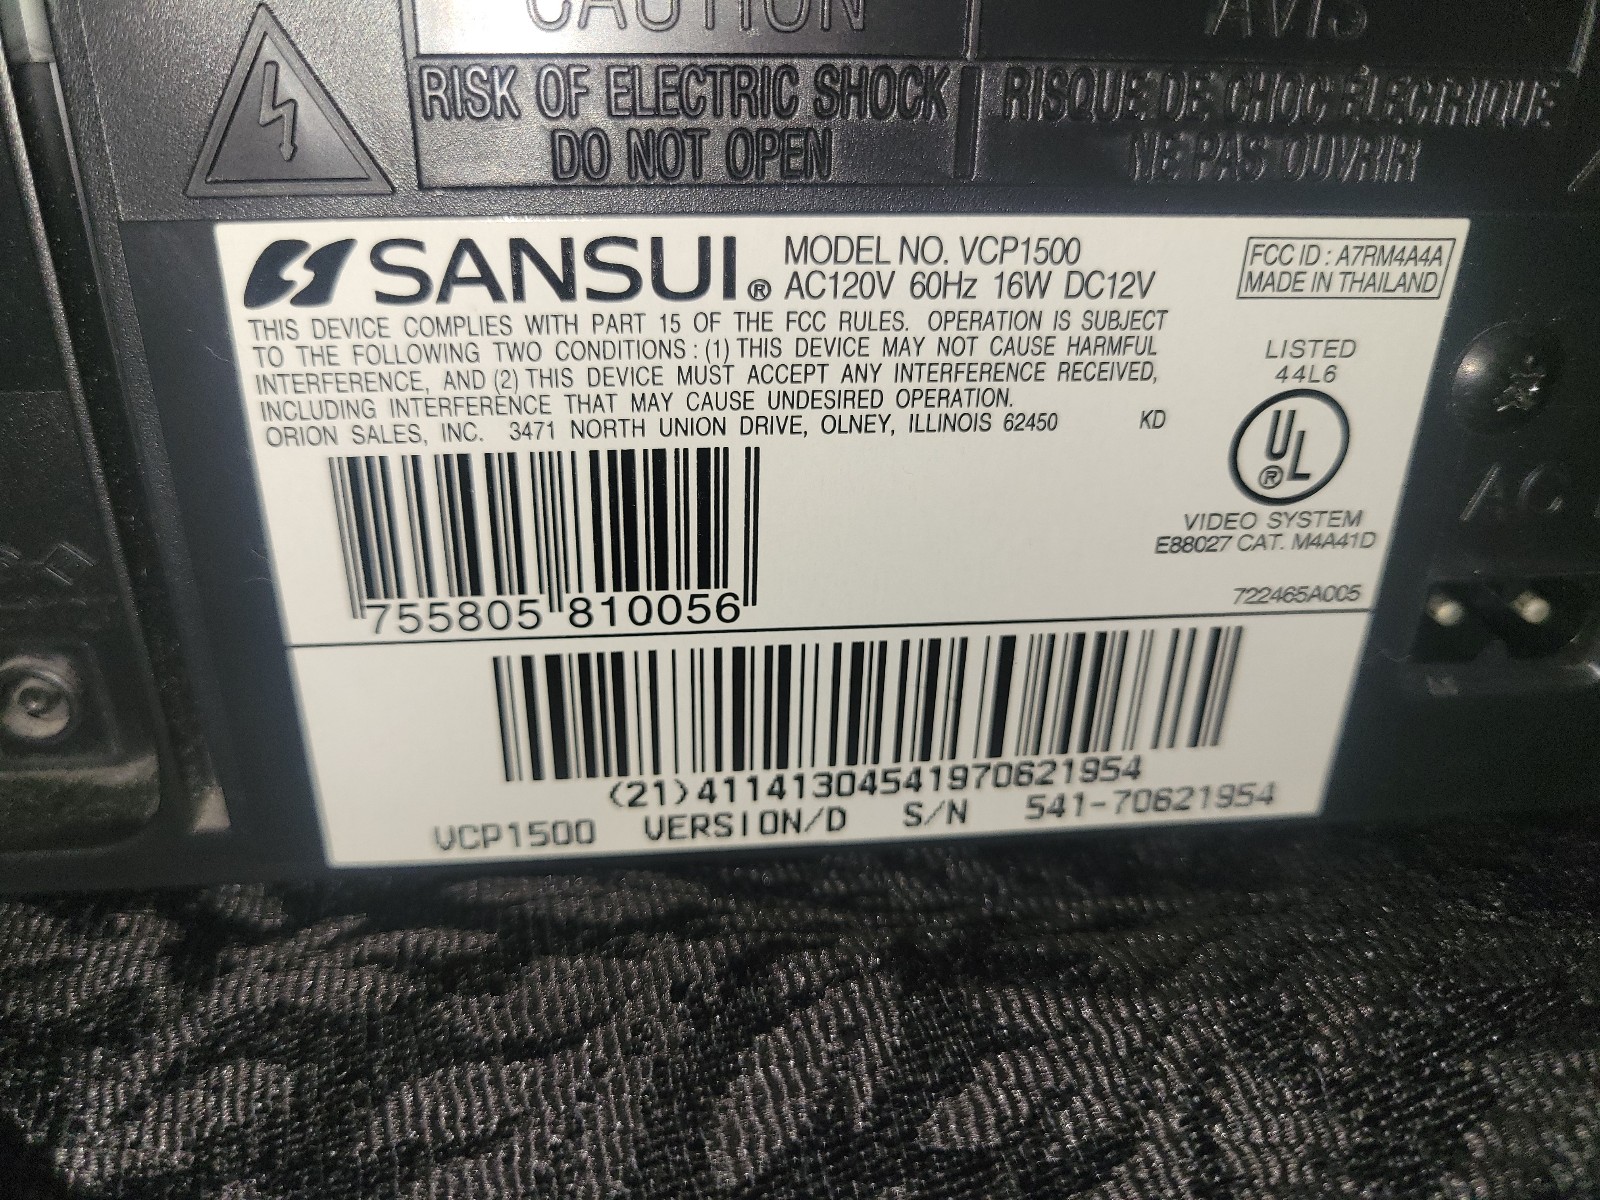 CAUTION
AVIS
RISK OF ELECTRIC SHOCK
DO NOT OPEN
RISQUE DE CHOC ÉLECTRIQUE
NE PAS OUVRIR
SANSUI®
MODEL NO. VCP1500
AC120V 60Hz 16W DC12V
FCC ID : A7RM4A4A
MADE IN THAILAND
THIS DEVICE COMPLIES WITH PART 15 OF THE FCC RULES. OPERATION IS SUBJECT
TO THE FOLLOWING TWO CONDITIONS : (1) THIS DEVICE MAY NOT CAUSE HARMFUL
INTERFERENCE, AND (2) THIS DEVICE MUST ACCEPT ANY INTERFERENCE RECEIVED,
INCLUDING INTERFERENCE THAT MAY CAUSE UNDESIRED OPERATION.
ORION SALES, INC. 3471 NORTH UNION DRIVE, OLNEY, ILLINOIS 62450 KD
LISTED
44L6
UL®
VIDEO SYSTEM
E88027 CAT. M4A41D
722465A005
AC
755805 810056
(21)41141304541970621954
VCP1500 VERSION/D S/N 541-70621954